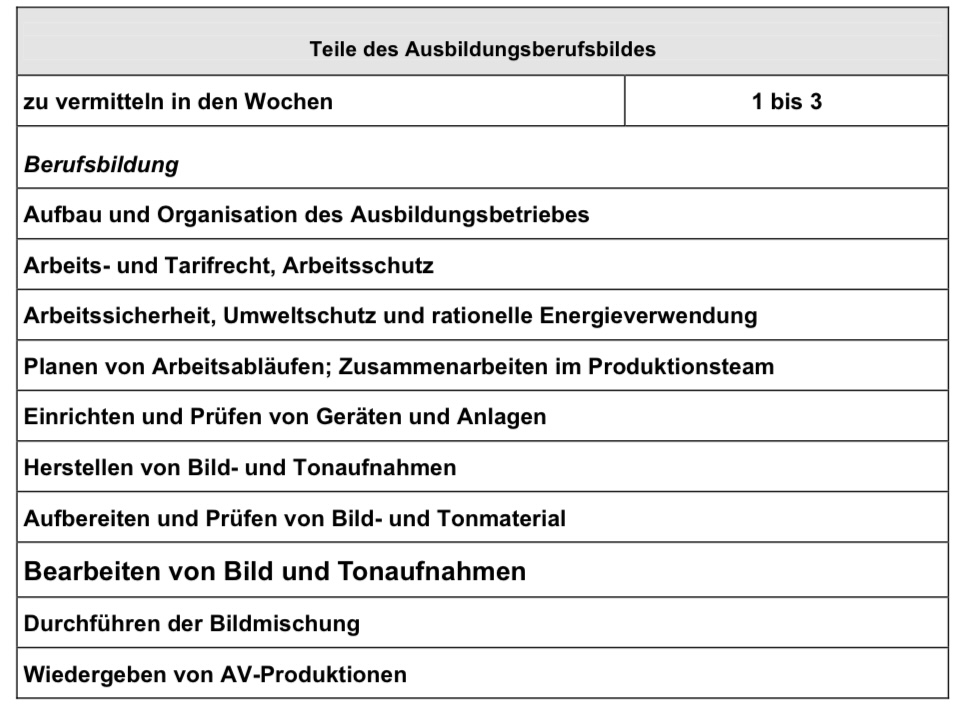 Teile des Ausbildungsberufsbildes
zu vermitteln in den Wochen 1 bis 3
Berufsbildung
Aufbau und Organisation des Ausbildungsbetriebes
Arbeits- und Tarifrecht, Arbeitsschutz
Arbeitssicherheit, Umweltschutz und rationelle Energieverwendung
Planen von Arbeitsabläufen; Zusammenarbeiten im Produktionsteam
Einrichten und Prüfen von Geräten und Anlagen
Herstellen von Bild- und Tonaufnahmen
Aufbereiten und Prüfen von Bild- und Tonmaterial
Bearbeiten von Bild und Tonaufnahmen
Durchführen der Bildmischung
Wiedergeben von AV-Produktionen